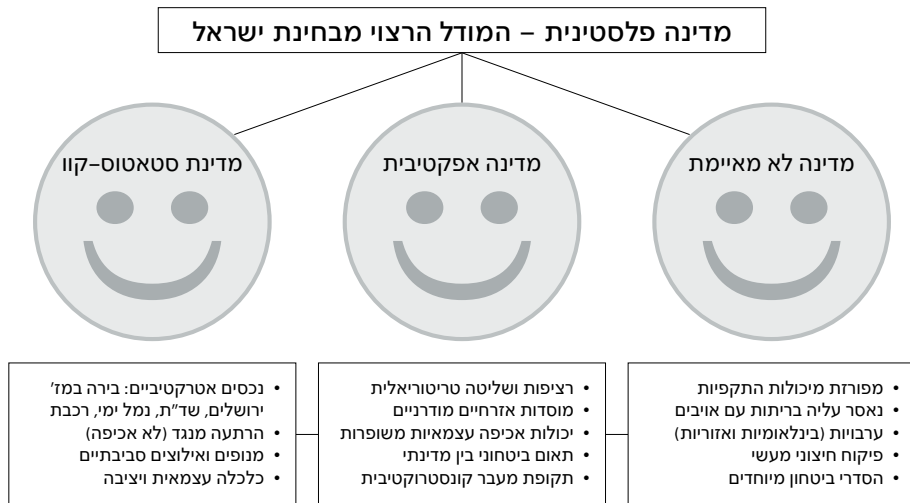 מדינה פלסטינית – המודל הרצוי מבחינת ישראל
מדינה לא מאיימת
מדינה אפקטיבית
מדינת סטאטוס–קוו
• מפורזת מיכולות התקפיות
• נאסר עליה בריתות עם אויבים
• ערבויות (בינלאומיות ואזוריות)
• פיקוח חיצוני מעשי
• הסדרי ביטחון מיוחדים
• רציפות ושליטה טריטוריאלית
• מוסדות אזרחיים מודרניים
• יכולות אכיפה עצמאיות משופרות
• תאום ביטחוני בין מדינתי
• תקופת מעבר קונסטרוקטיבית
• נכסים אטרקטיביים: בירה במז'
ירושלים, שד"ת, נמל ימי, רכבת
• הרתעה מנגד (לא אכיפה)
• מנופים ואילוצים סביבתיים
• כלכלה עצמאית ויציבה